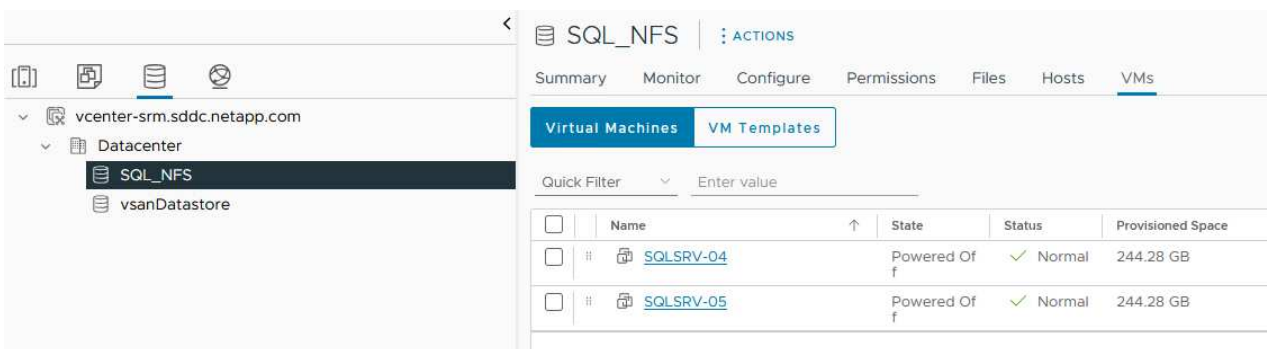 vcenter-srm.sddc.netapp.com
Datacenter
SQL_NFS
vsanDatastore
SQL_NFS ACTIONS
Summary Monitor Configure Permissions Files Hosts VMs
Virtual Machines VM Templates
Quick Filter Enter value
Name State Status Provisioned Space
SQLSRV-04 Powered Of Normal 244.28 GB
f
SQLSRV-05 Powered Of Normal 244.28 GB
f